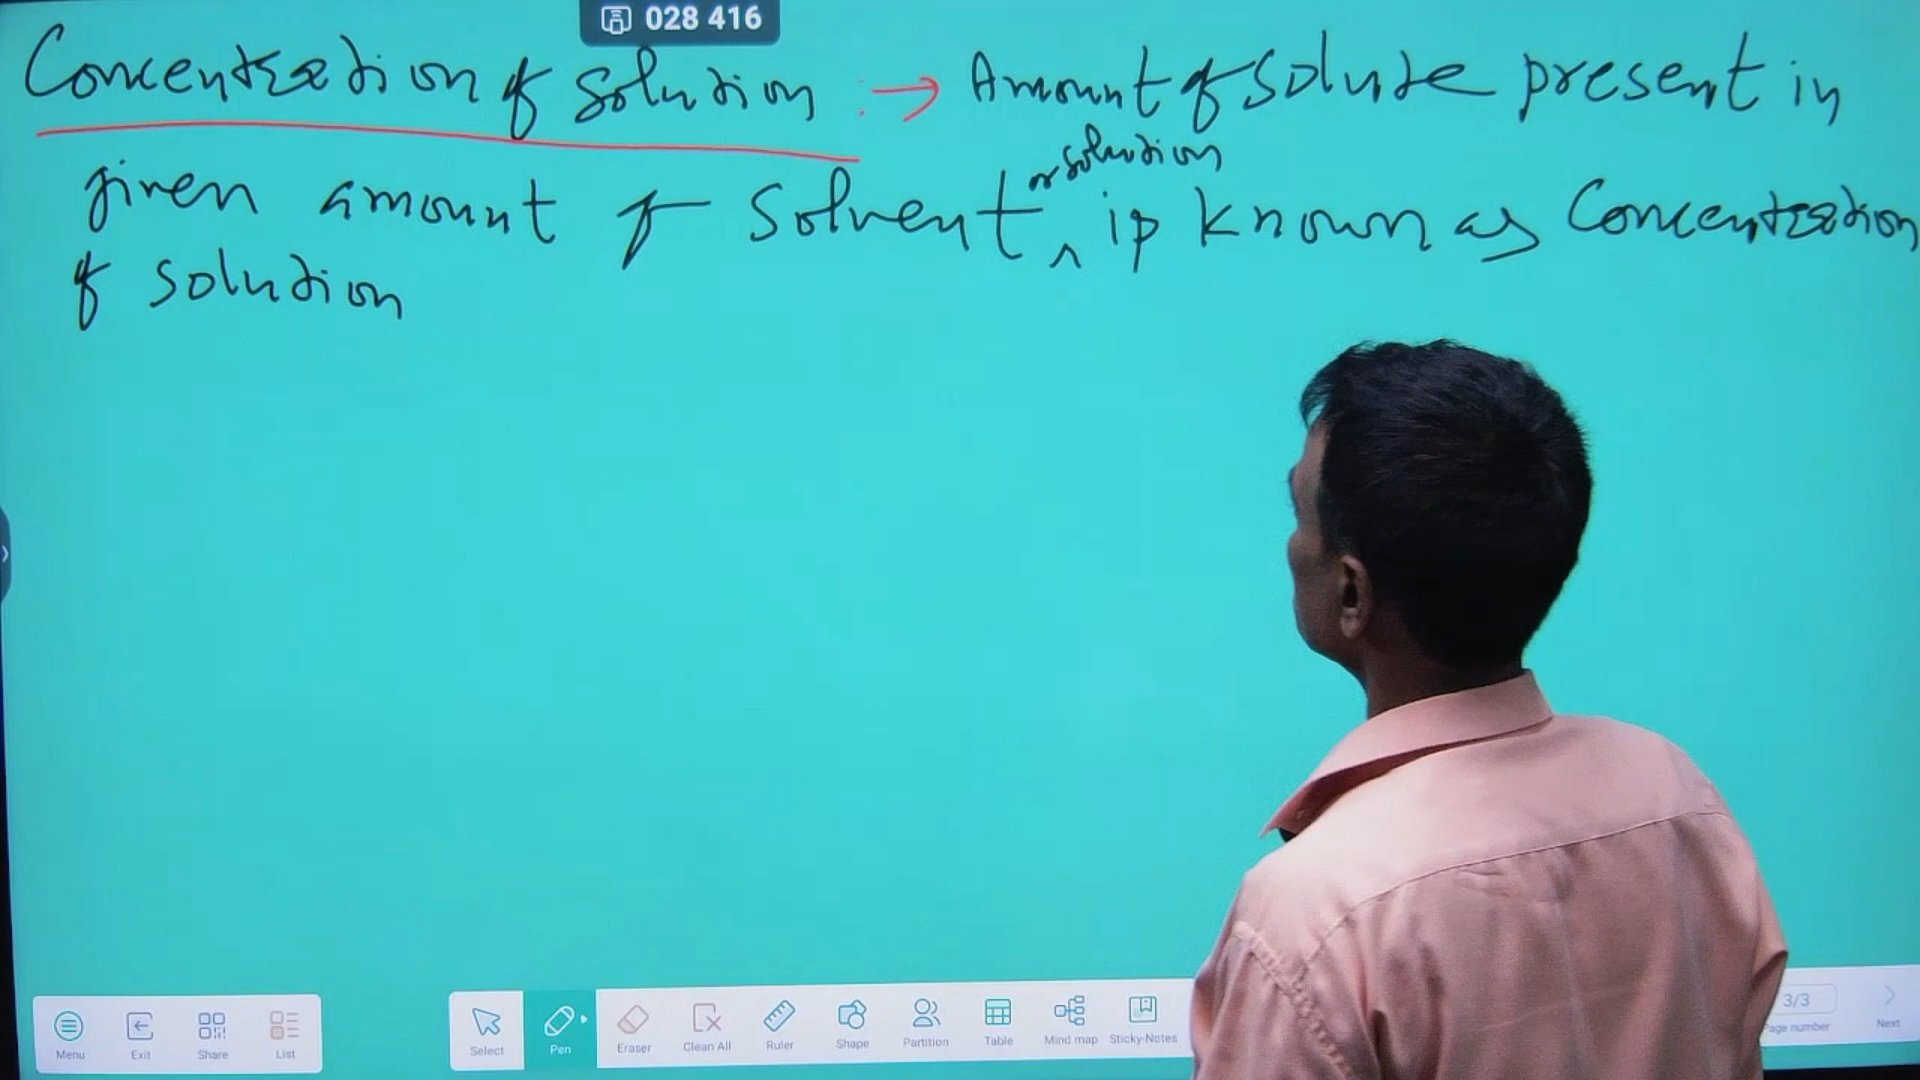 028 416
Concentration of solution :→ Amount of solute present in
or solution
given amount of solvent ^ is known as Concentration
of solution
Menu
Exit
Share
List
Select
Pen
Eraser
Clean All
Ruler
Shape
Partition
Table
Mind map
Sticky-Notes
3/3
Page number
Next